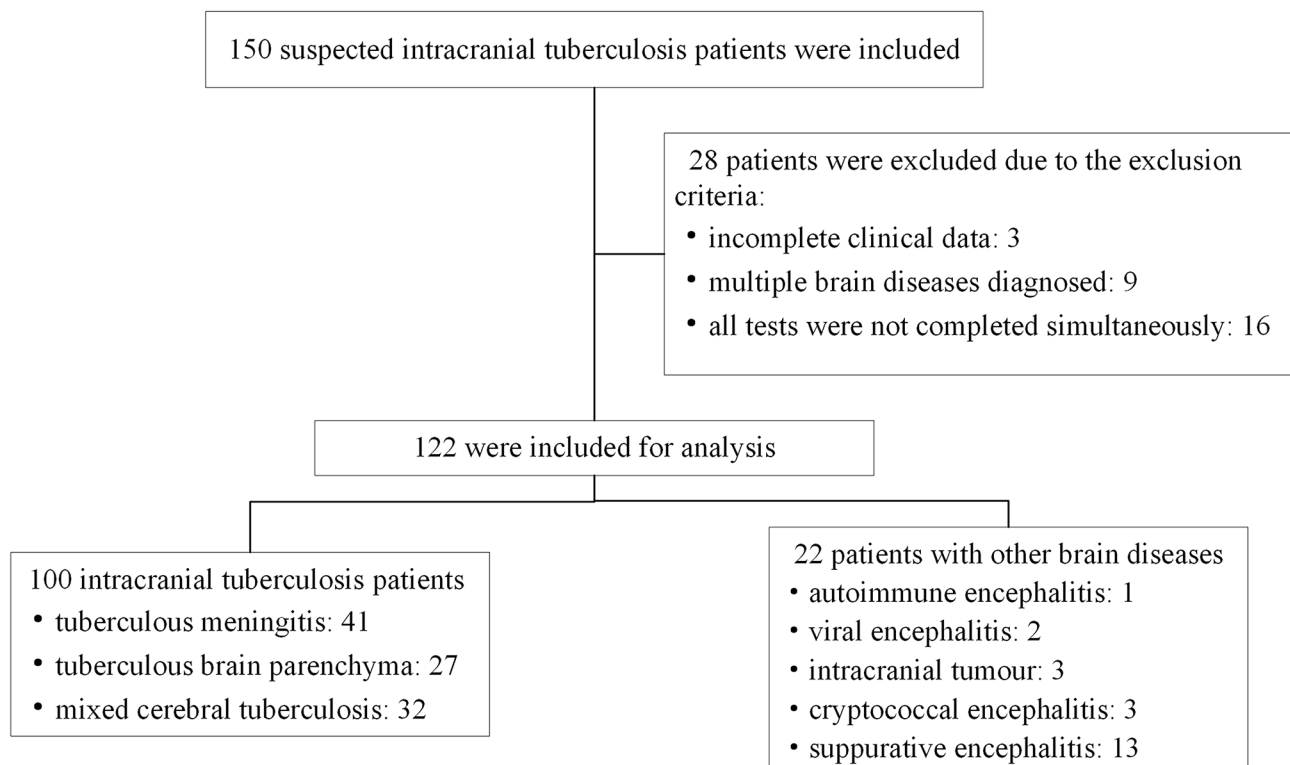 150 suspected intracranial tuberculosis patients were included
28 patients were excluded due to the exclusion
criteria:
• incomplete clinical data: 3
• multiple brain diseases diagnosed: 9
• all tests were not completed simultaneously: 16
122 were included for analysis
100 intracranial tuberculosis patients
• tuberculous meningitis: 41
• tuberculous brain parenchyma: 27
• mixed cerebral tuberculosis: 32
22 patients with other brain diseases
• autoimmune encephalitis: 1
• viral encephalitis: 2
• intracranial tumour: 3
• cryptococcal encephalitis: 3
• suppurative encephalitis: 13